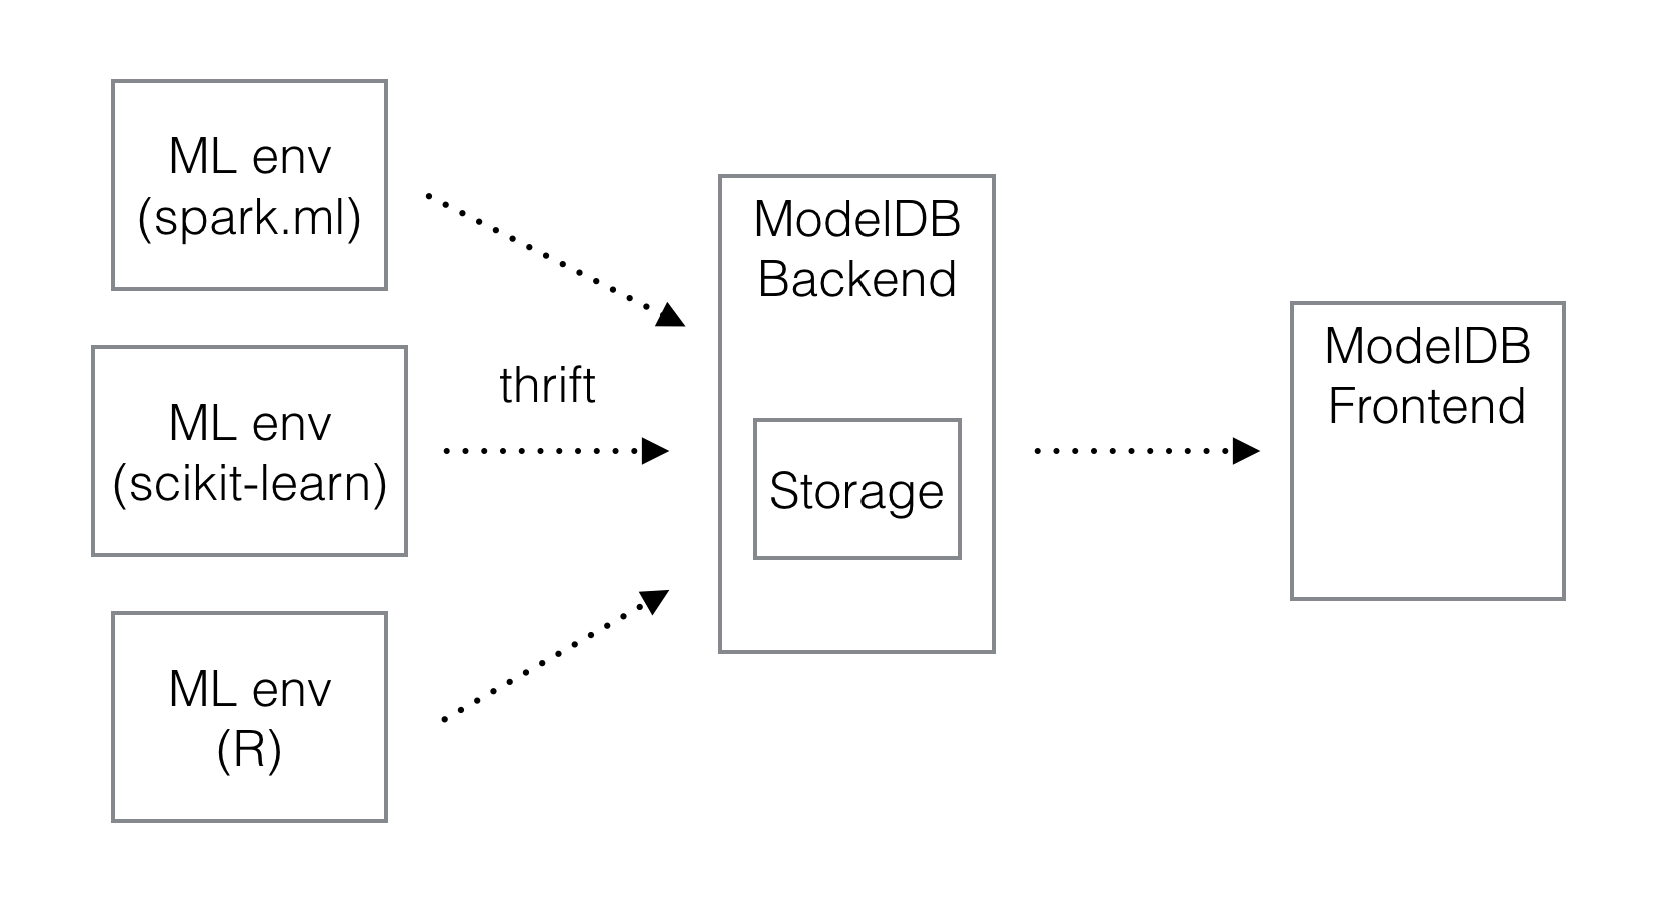 ML env
(spark.ml)
ML env
(scikit-learn)
ML env
(R)
thrift
ModelDB
Backend
Storage
ModelDB
Frontend